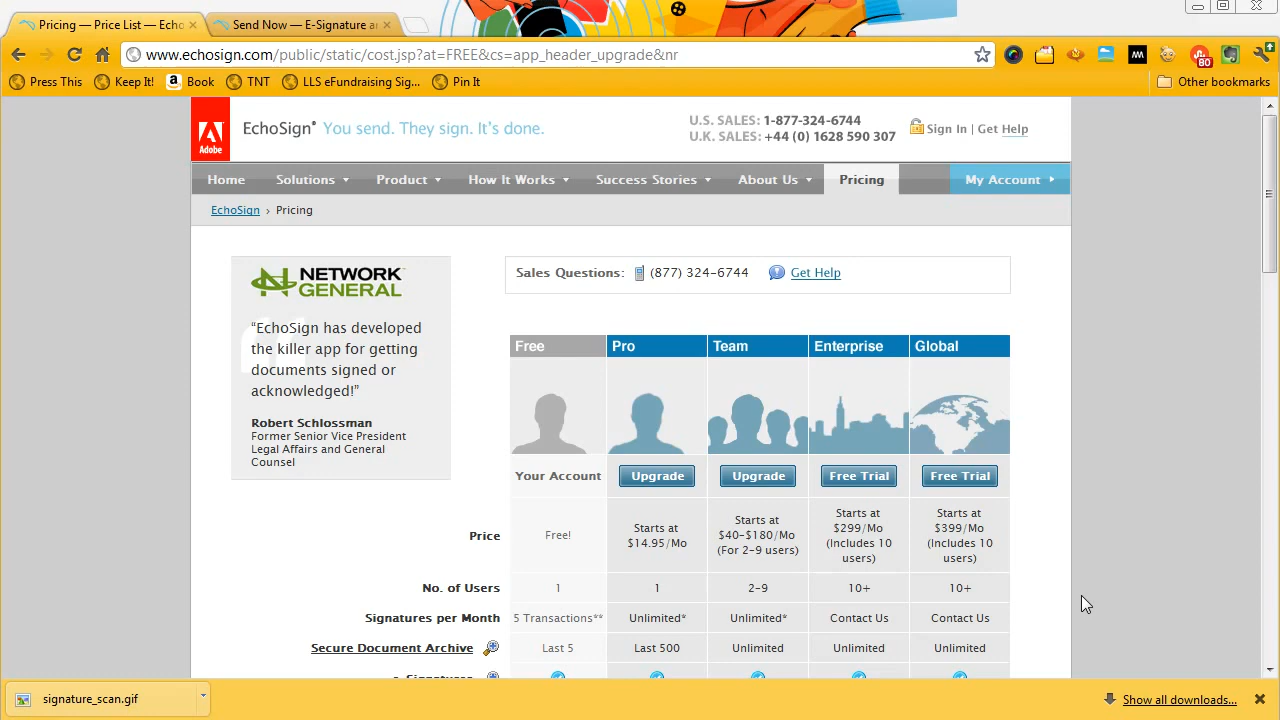 Pricing — Price List — Echo
Send Now — E-Signature a
www.echosign.com/public/static/cost.jsp?at=FREE&cs=app_header_upgrade&nr
80
Press This
Keep It!
a Book
TNT
LLS eFundraising Sig...
Pin It
Other bookmarks
Adobe
EchoSign® You send. They sign. It's done.
U.S. SALES: 1-877-324-6744
U.K. SALES: +44 (0) 1628 590 307
Sign In | Get Help
Home
Solutions
Product
How It Works
Success Stories
About Us
Pricing
My Account
EchoSign › Pricing
NETWORK
GENERAL
“EchoSign has developed
the killer app for getting
documents signed or
acknowledged!”
Robert Schlossman
Former Senior Vice President
Legal Affairs and General
Counsel
Sales Questions: (877) 324-6744 Get Help
Free Pro Team Enterprise Global
Your Account Upgrade Upgrade Free Trial Free Trial
Price
Free!
Starts at
$14.95/Mo
Starts at
$40-$180/Mo
(For 2-9 users)
Starts at
$299/Mo
(Includes 10
users)
Starts at
$399/Mo
(Includes 10
users)
No. of Users 1 1 2-9 10+ 10+
Signatures per Month 5 Transactions** Unlimited* Unlimited* Contact Us Contact Us
Secure Document Archive Last 5 Last 500 Unlimited Unlimited Unlimited
signature_scan.gif
Show all downloads...